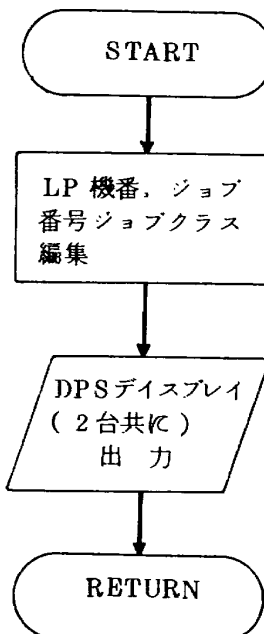 START
LP 機番, ジョブ
番号ジョブクラス
編集
DPSデイスプレイ
( 2台共に )
出 力
RETURN